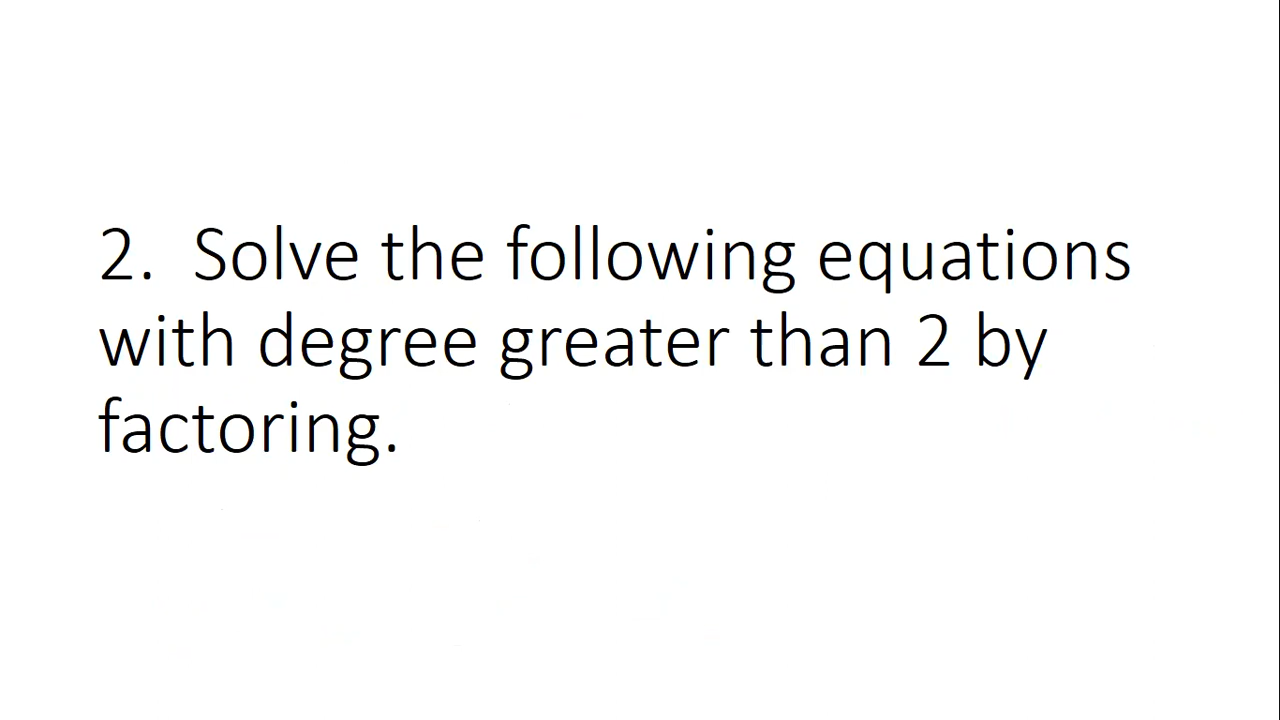 2.  Solve the following equations
with degree greater than 2 by
factoring.